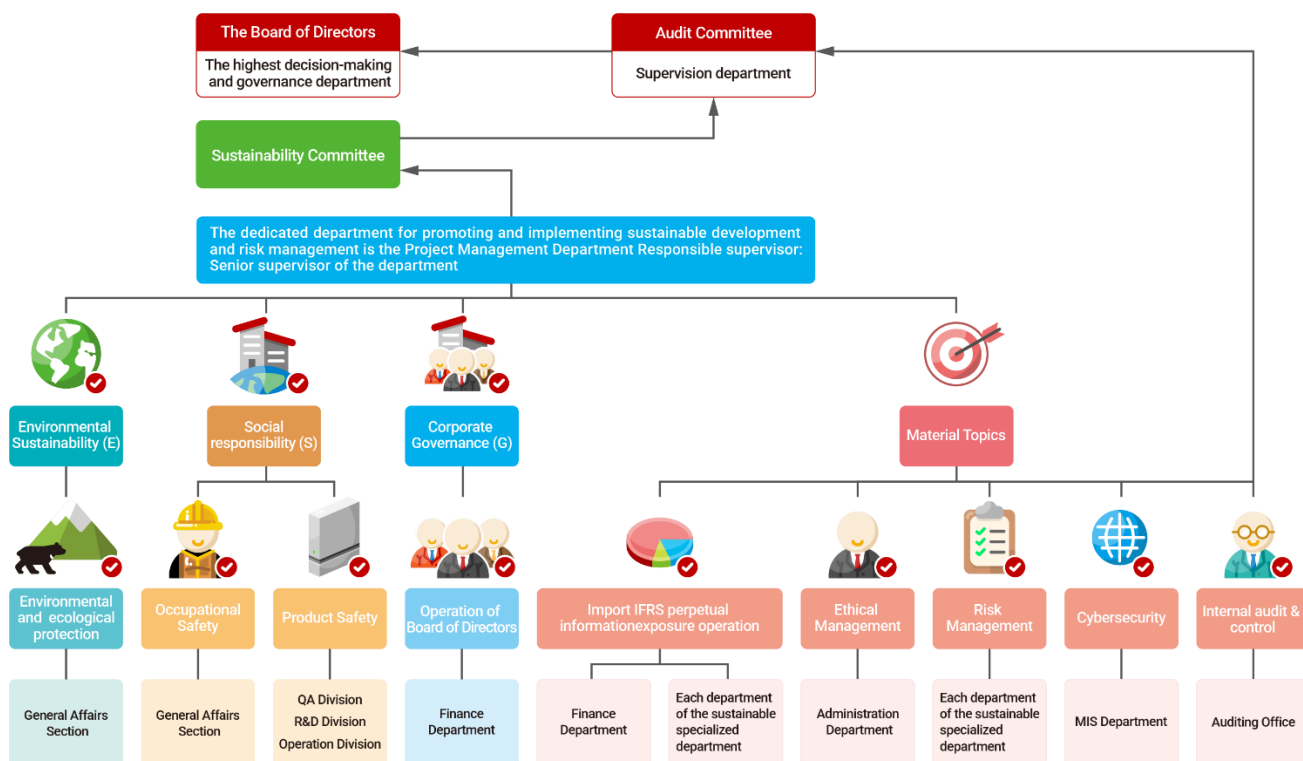 The Board of Directors
The highest decision-making
and governance department
Audit Committee
Supervision department
Sustainability Committee
The dedicated department for promoting and implementing sustainable development
and risk management is the Project Management Department Responsible supervisor:
Senior supervisor of the department
Environmental
Sustainability (E)
Social
responsibility (S)
Corporate
Governance (G)
Material Topics
Environmental
and ecological
protection
Occupational
Safety
Product Safety
Operation of
Board of Directors
Import IFRS perpetual
informationexposure operation
Ethical
Management
Risk
Management
Cybersecurity
Internal audit &
control
General Affairs
Section
General Affairs
Section
QA Division
R&D Division
Operation Division
Finance
Department
Finance
Department
Each department
of the sustainable
specialized
department
Administration
Department
Each department
of the sustainable
specialized
department
MIS Department
Auditing Office